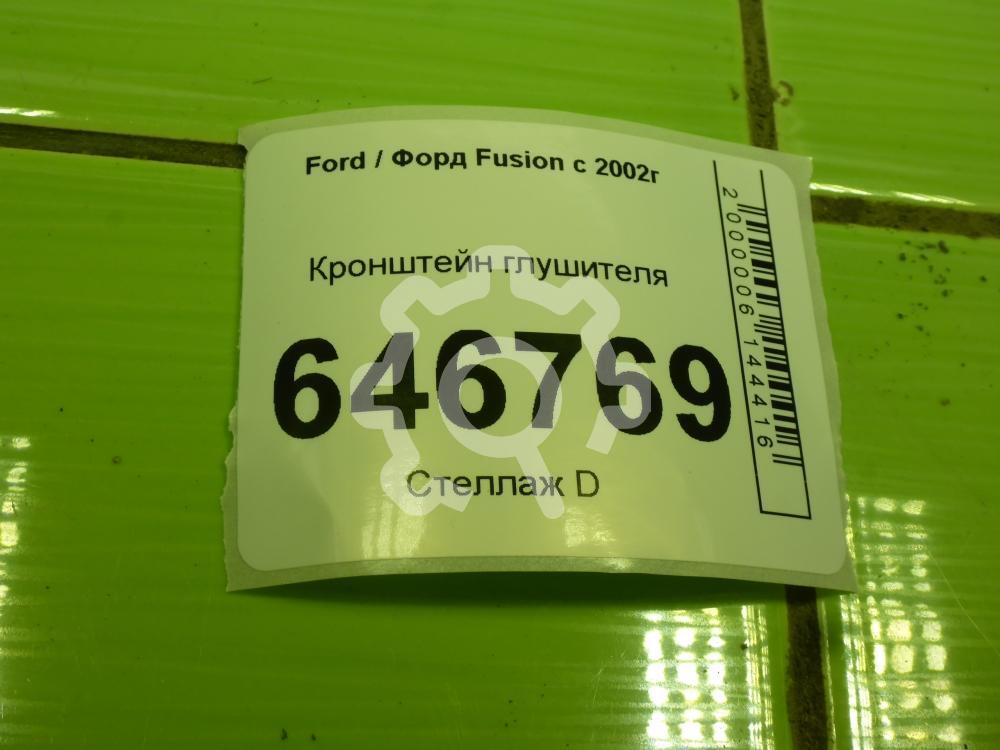 Ford / Форд Fusion с 2002г
Кронштейн глушителя
646769
Стеллаж D
2000006144416